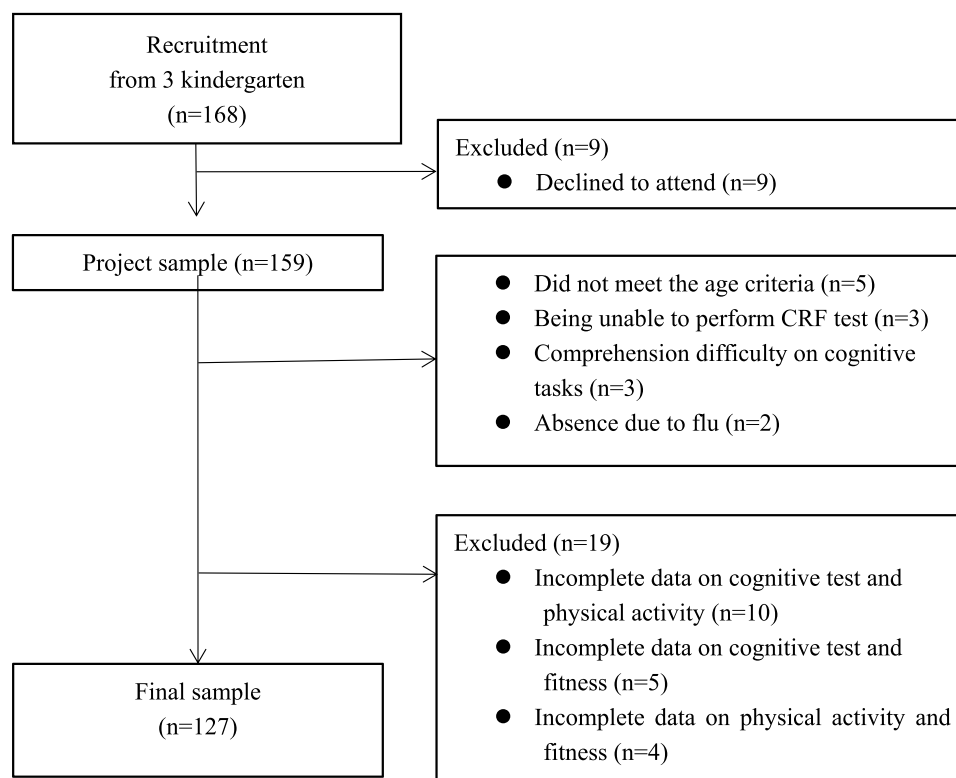 Recruitment
from 3 kindergarten
(n=168)
Excluded (n=9)
● Declined to attend (n=9)
Project sample (n=159)
● Did not meet the age criteria (n=5)
● Being unable to perform CRF test (n=3)
● Comprehension difficulty on cognitive
tasks (n=3)
● Absence due to flu (n=2)
Excluded (n=19)
● Incomplete data on cognitive test and
physical activity (n=10)
● Incomplete data on cognitive test and
fitness (n=5)
● Incomplete data on physical activity and
fitness (n=4)
Final sample
(n=127)